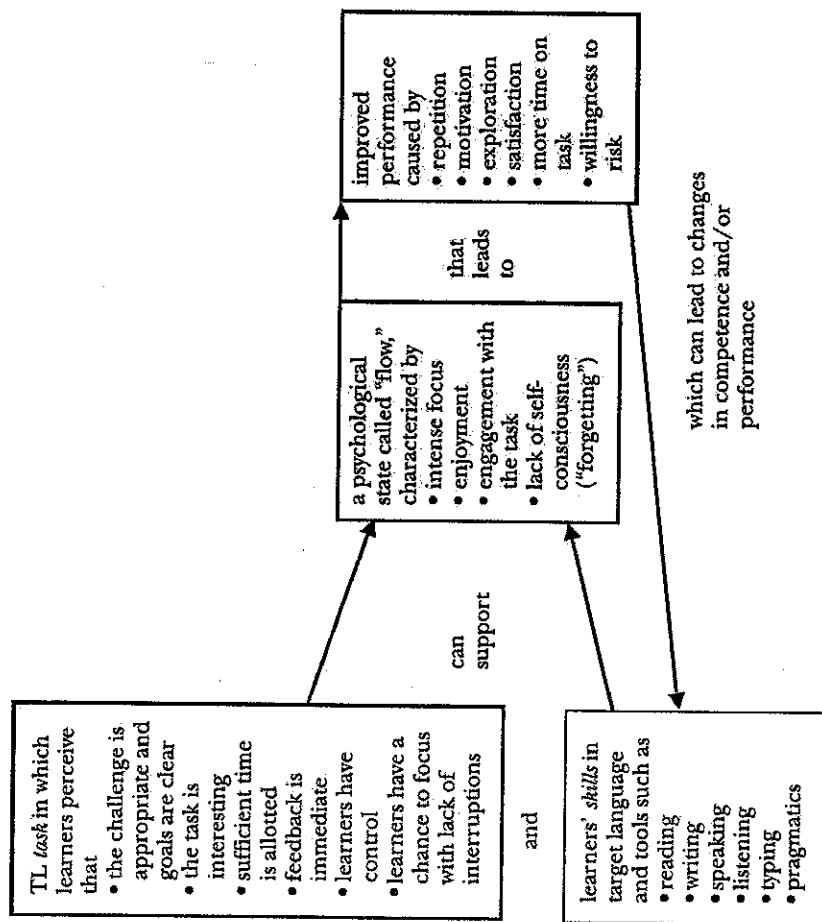 TL task in which
learners perceive
that
• the challenge is
appropriate and
goals are clear
• the task is
interesting
• sufficient time
is allotted
• feedback is
immediate
• learners have
control
• learners have a
chance to focus
with lack of
interruptions
and
learners' skills in
target language
and tools such as
• reading
• writing
• speaking
• listening
• typing
• pragmatics
can
support
a psychological
state called "flow,"
characterized by
• intense focus
• enjoyment
• engagement with
the task
• lack of self-
consciousness
("forgetting")
that
leads
to
improved
performance
caused by
• repetition
• motivation
• exploration
• satisfaction
• more time on
task
• willingness to
risk
which can lead to changes
in competence and/or
performance